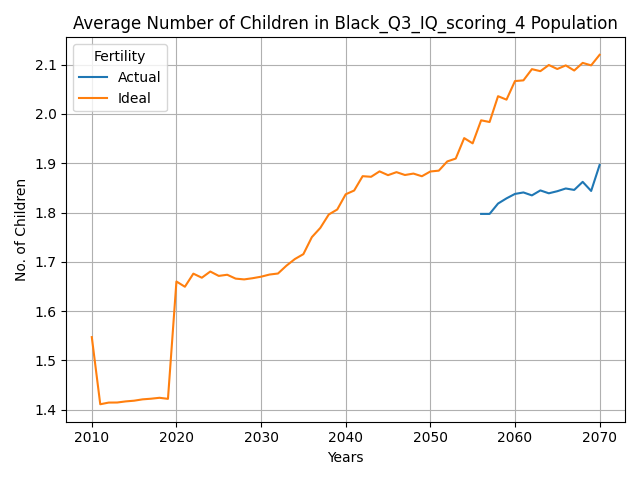 Average Number of Children in Black_Q3_IQ_scoring_4 Population
Fertility
Actual
Ideal
No. of Children
2.1
2.0
1.9
1.8
1.7
1.6
1.5
1.4
2010 2020 2030 2040 2050 2060 2070
Years